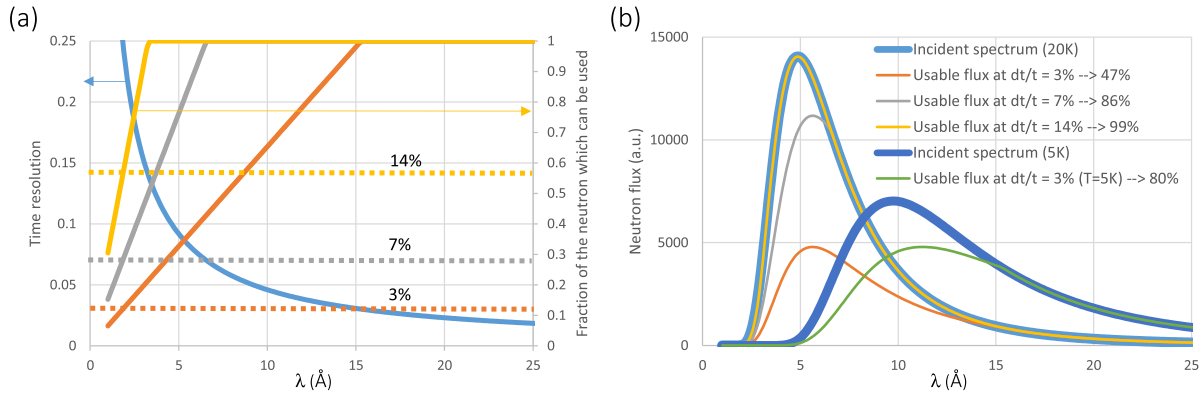 (a)
0.25
0.2
0.15
0.1
0.05
0
Time resolution
14%
7%
3%
1
0.9
0.8
0.7
0.6
0.5
0.4
0.3
0.2
0.1
0
Fraction of the neutron which can be used
0 5 10 15 20 25
λ (Å)
(b)
15000
10000
5000
0
Neutron flux (a.u.)
Incident spectrum (20K)
Usable flux at dt/t = 3% --> 47%
Usable flux at dt/t = 7% --> 86%
Usable flux at dt/t = 14% --> 99%
Incident spectrum (5K)
Usable flux at dt/t = 3% (T=5K) --> 80%
0 5 10 15 20 25
λ (Å)